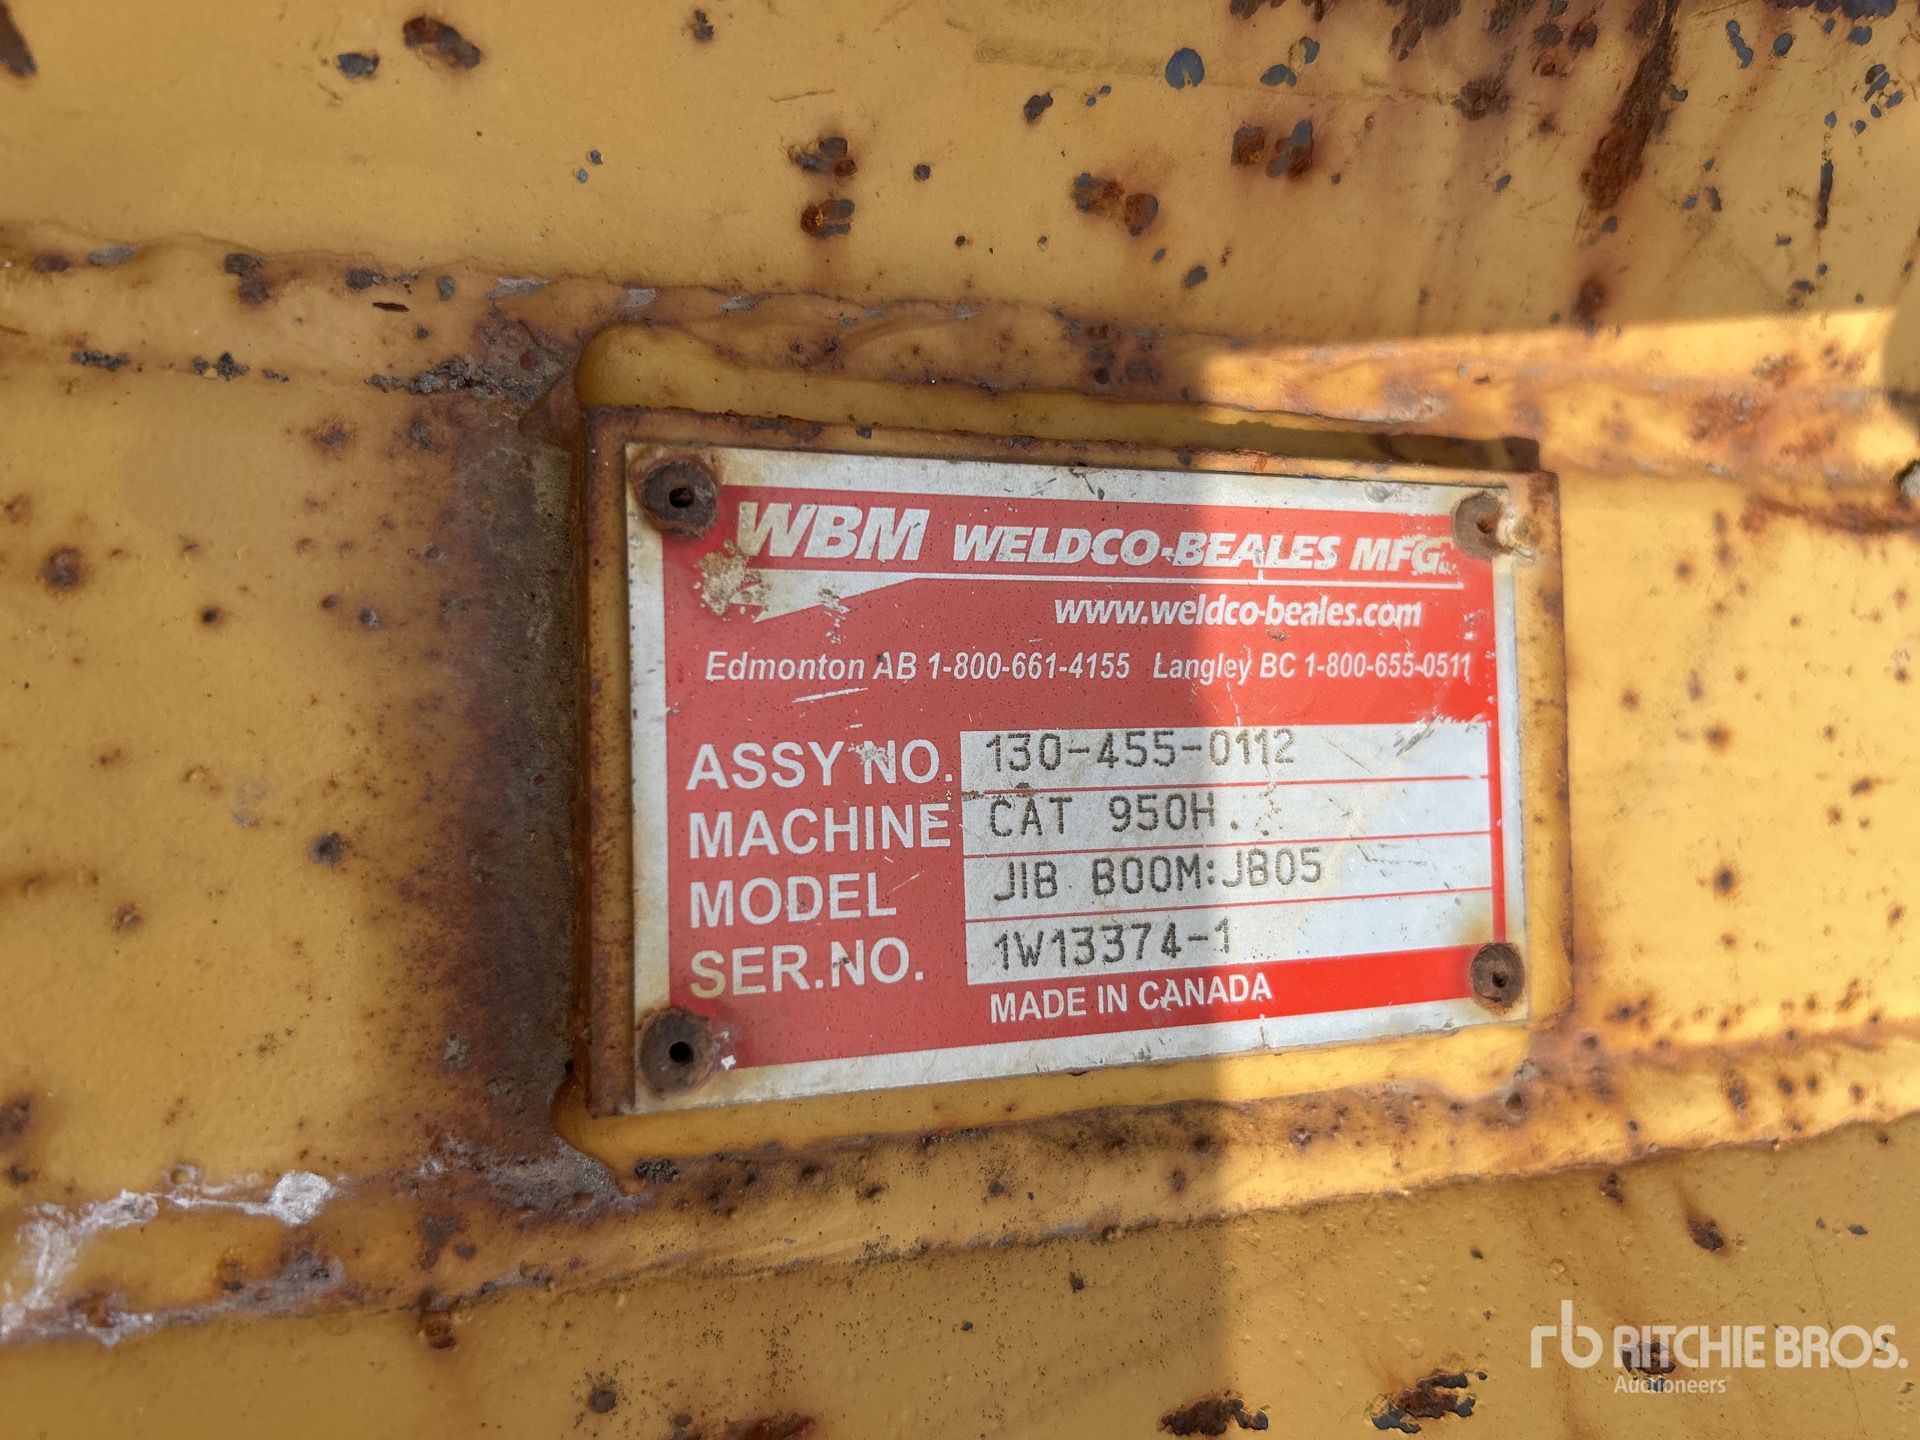 WBM WELDCO-BEALES MFG.
www.weldco-beales.com
Edmonton AB 1-800-661-4155 Langley BC 1-800-655-0511
ASSY NO. 130-455-0112
MACHINE CAT 950H
MODEL JIB BOOM:JB05
SER.NO. 1W13374-1
MADE IN CANADA
rb RITCHIE BROS.
Auctioneers